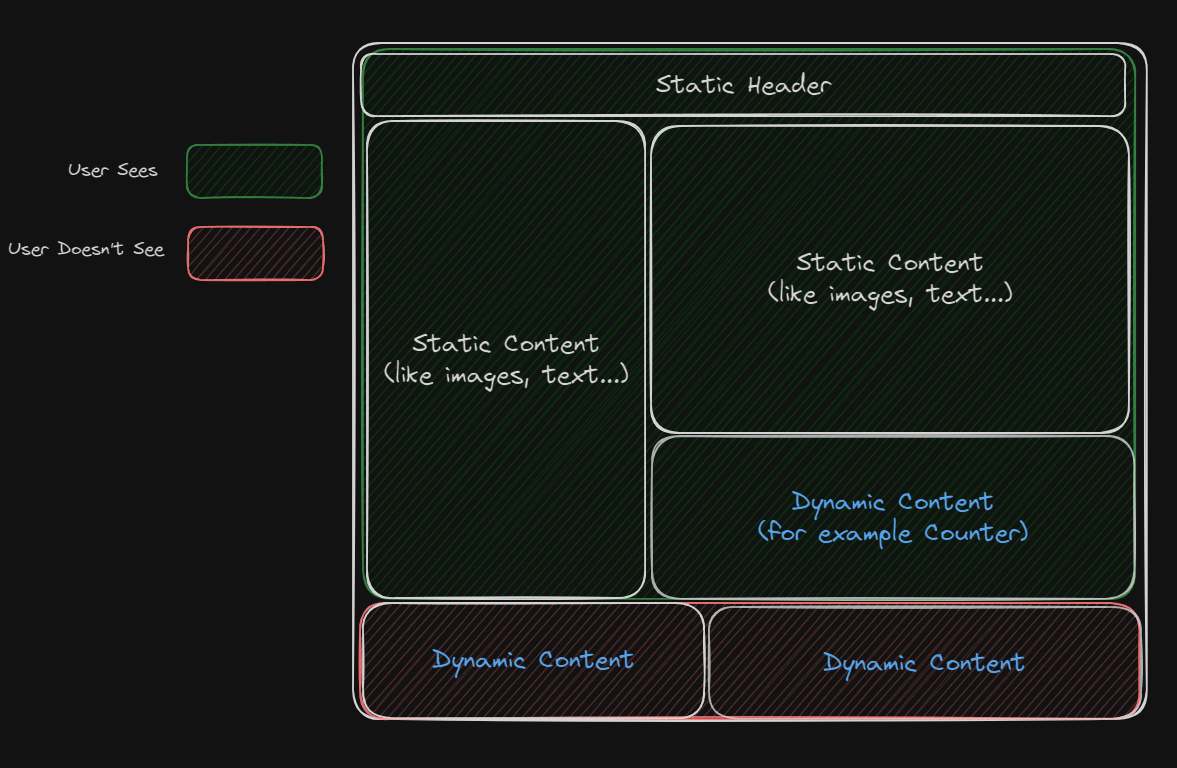 Static Header
User Sees
User Doesn't See
Static Content
(like images, text...)
Static Content
(like images, text...)
Dynamic Content
(for example Counter)
Dynamic Content
Dynamic Content